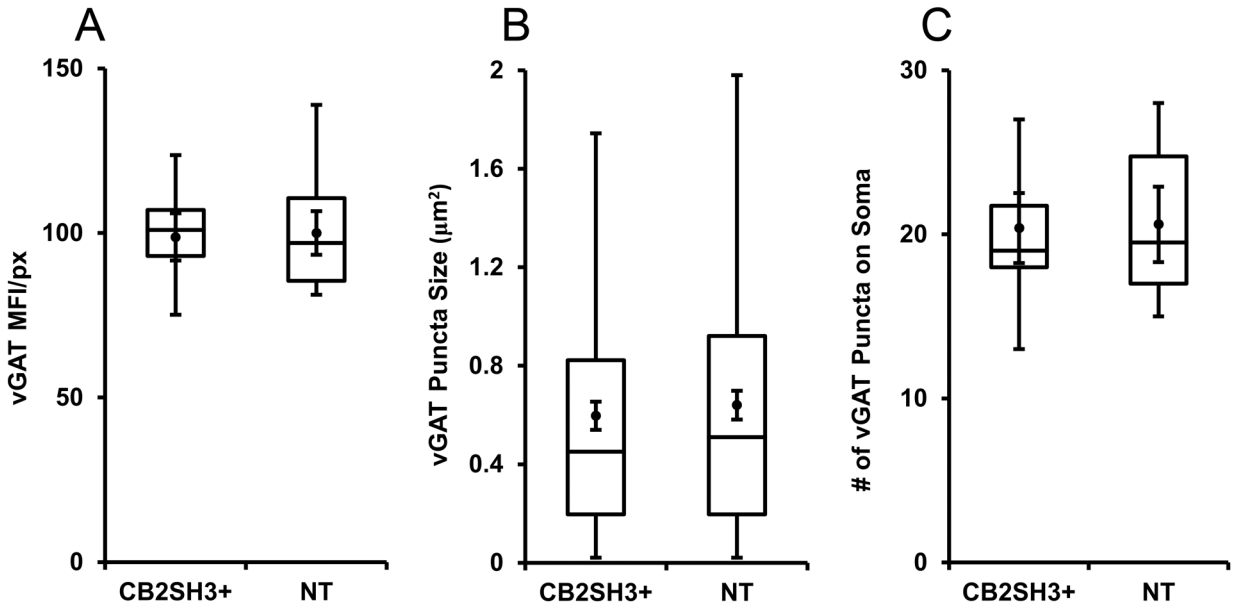 A
vGAT MFI/px
150
100
50
0
CB2SH3+ NT
B
vGAT Puncta Size (μm²)
2
1.6
1.2
0.8
0.4
0
CB2SH3+ NT
C
# of vGAT Puncta on Soma
30
20
10
0
CB2SH3+ NT